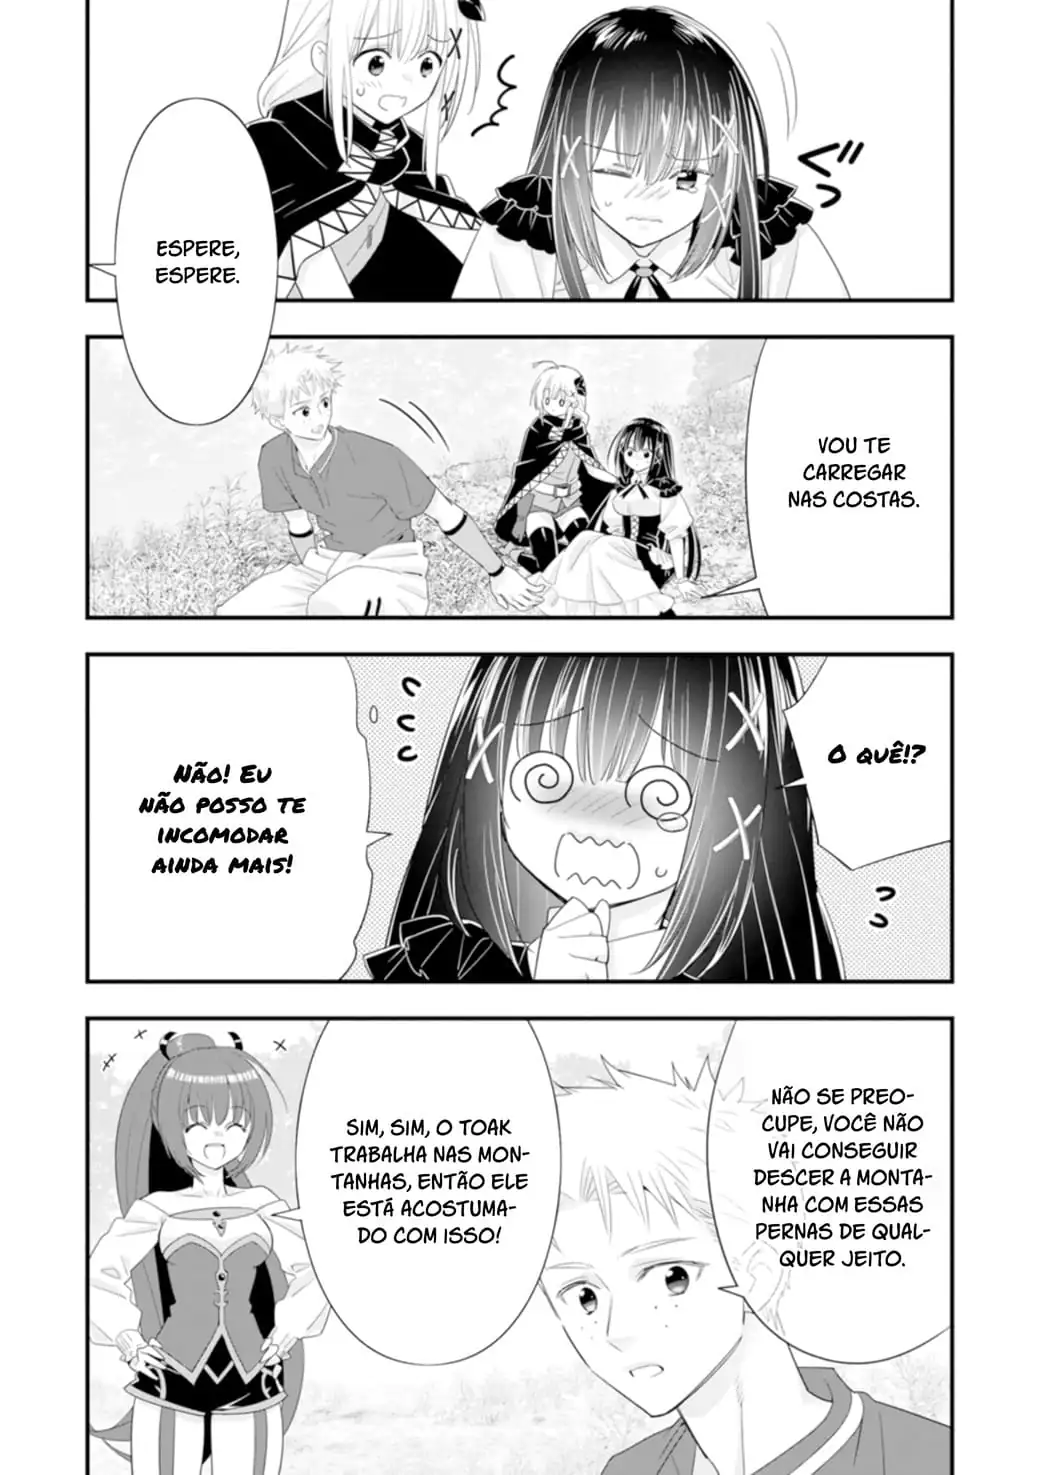 ESPERE,
ESPERE.
VOU TE
CARREGAR
NAS COSTAS.
O QUÊ!?
NÃO! EU
NÃO POSSO TE
INCOMODAR
AINDA MAIS!
NÃO SE PREO-
CUPE, VOCÊ NÃO
VAI CONSEGUIR
DESCER A MONTA-
NHA COM ESSAS
PERNAS DE QUAL-
QUER JEITO.
SIM, SIM, O TOAK
TRABALHA NAS MON-
TANHAS, ENTÃO ELE
ESTÁ ACOSTUMA-
DO COM ISSO!